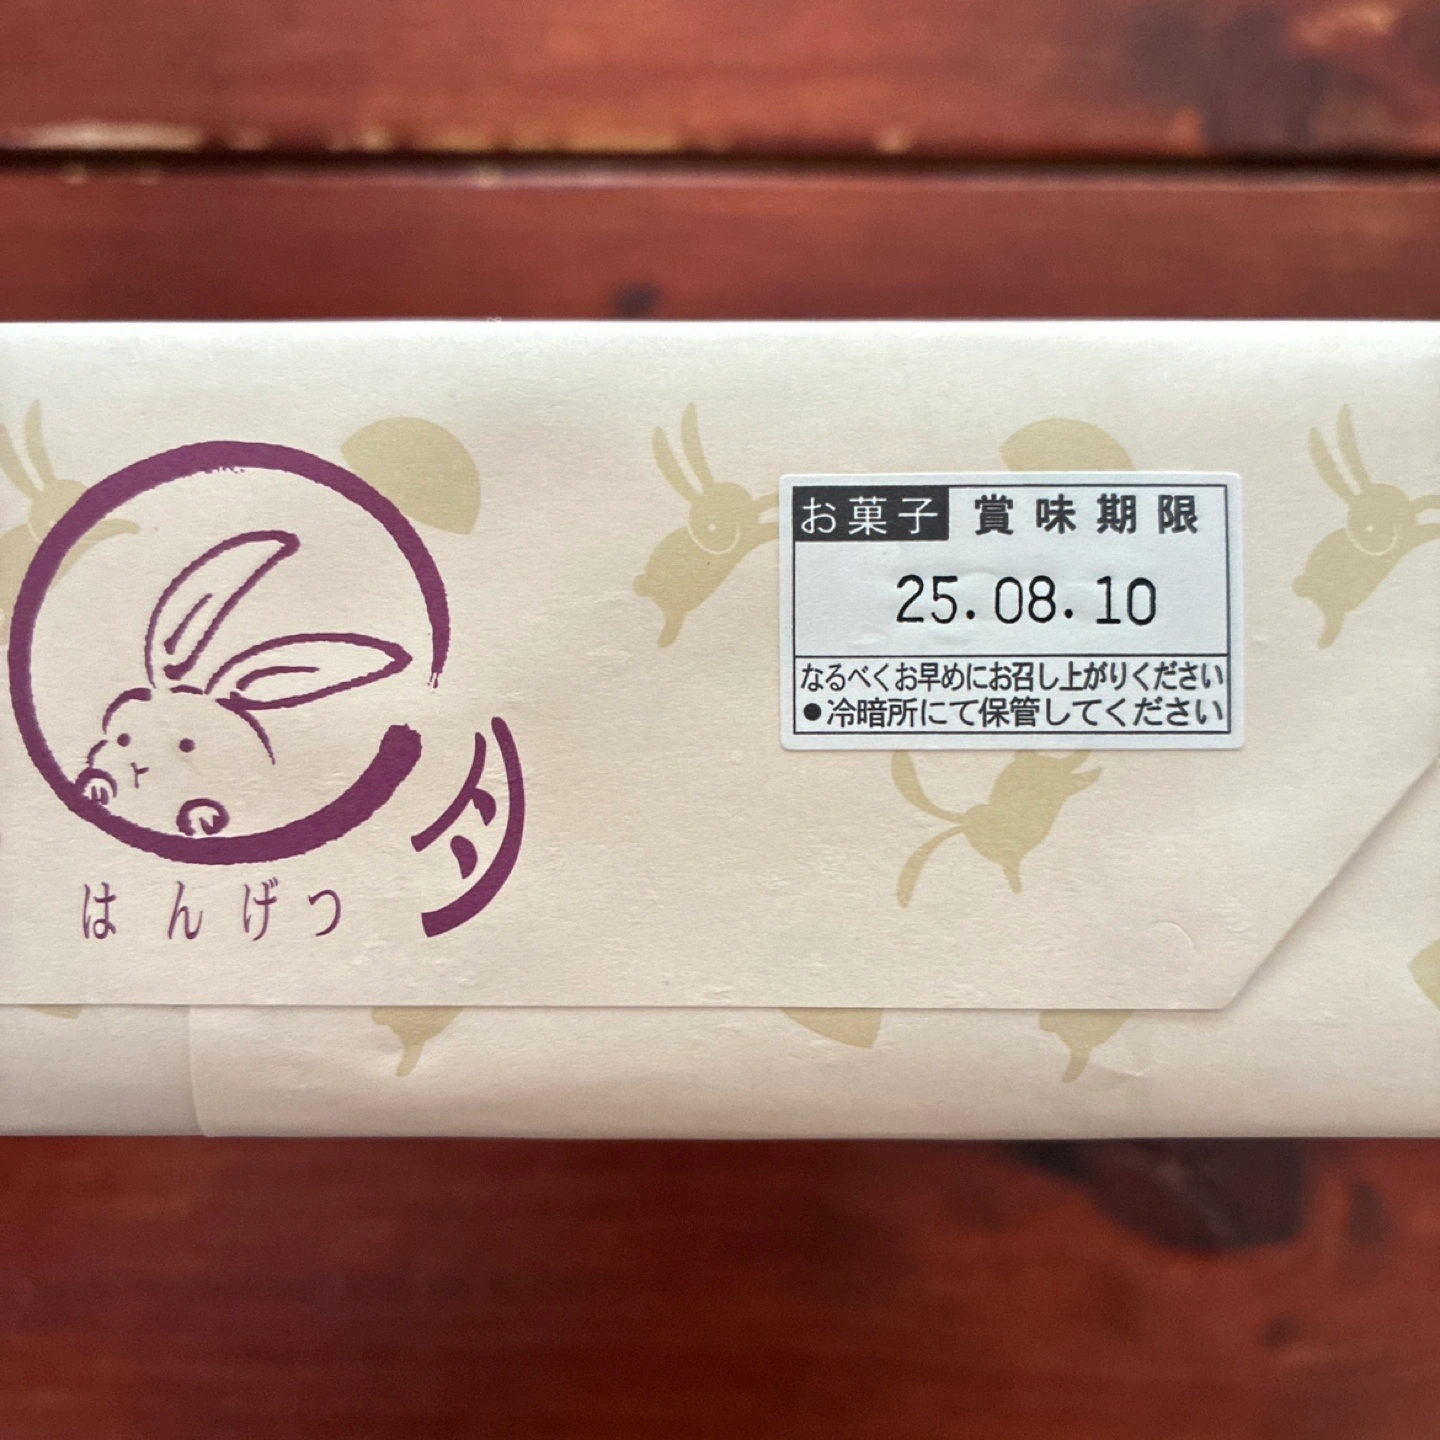 はんげつ
月
お菓子 賞味期限
25.08.10
なるべくお早めにお召し上がりください
●冷暗所にて保管してください